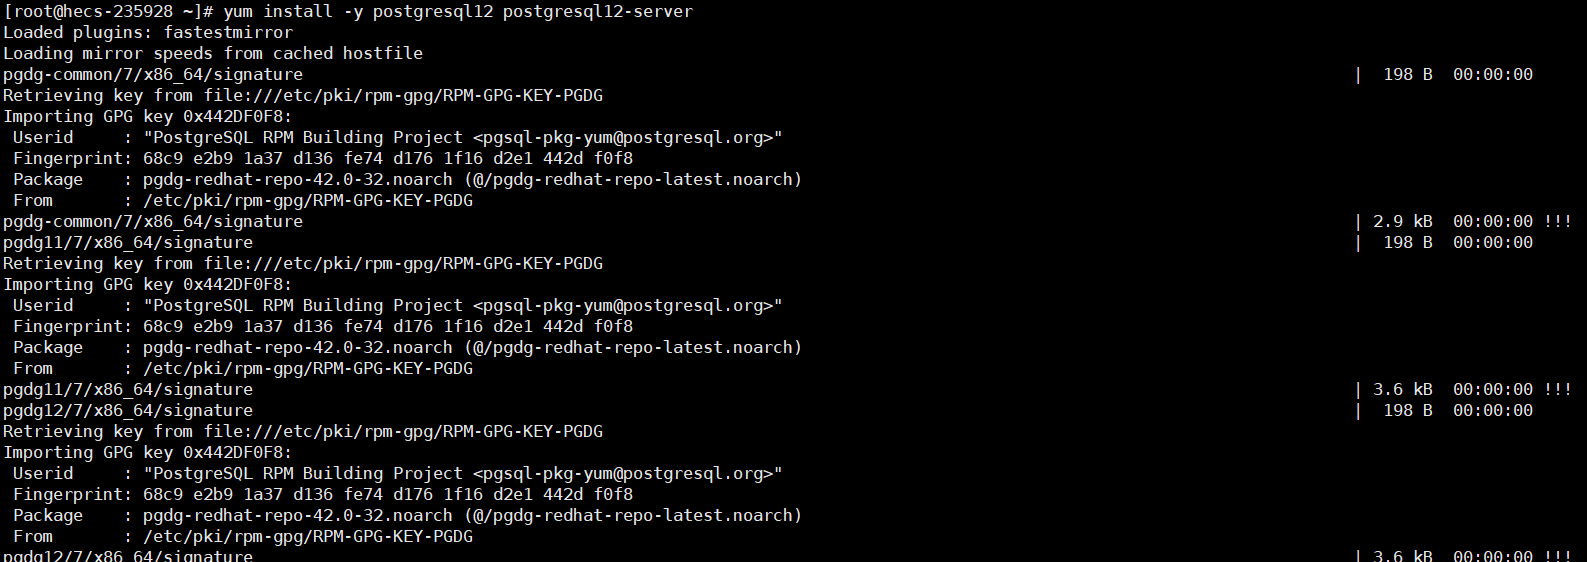 [root@hecs-235928 ~]# yum install -y postgresql12 postgresql12-server
Loaded plugins: fastestmirror
Loading mirror speeds from cached hostfile
pgdg-common/7/x86_64/signature | 198 B 00:00:00
Retrieving key from file:///etc/pki/rpm-gpg/RPM-GPG-KEY-PGDG
Importing GPG key 0x442DF0F8:
Userid : "PostgreSQL RPM Building Project <pgsql-pkg-yum@postgresql.org>"
Fingerprint: 68c9 e2b9 1a37 d136 fe74 d176 1f16 d2e1 442d f0f8
Package : pgdg-redhat-repo-42.0-32.noarch (@/pgdg-redhat-repo-latest.noarch)
From : /etc/pki/rpm-gpg/RPM-GPG-KEY-PGDG
pgdg-common/7/x86_64/signature | 2.9 kB 00:00:00 !!!
pgdg11/7/x86_64/signature | 198 B 00:00:00
Retrieving key from file:///etc/pki/rpm-gpg/RPM-GPG-KEY-PGDG
Importing GPG key 0x442DF0F8:
Userid : "PostgreSQL RPM Building Project <pgsql-pkg-yum@postgresql.org>"
Fingerprint: 68c9 e2b9 1a37 d136 fe74 d176 1f16 d2e1 442d f0f8
Package : pgdg-redhat-repo-42.0-32.noarch (@/pgdg-redhat-repo-latest.noarch)
From : /etc/pki/rpm-gpg/RPM-GPG-KEY-PGDG
pgdg11/7/x86_64/signature | 3.6 kB 00:00:00 !!!
pgdg12/7/x86_64/signature | 198 B 00:00:00
Retrieving key from file:///etc/pki/rpm-gpg/RPM-GPG-KEY-PGDG
Importing GPG key 0x442DF0F8:
Userid : "PostgreSQL RPM Building Project <pgsql-pkg-yum@postgresql.org>"
Fingerprint: 68c9 e2b9 1a37 d136 fe74 d176 1f16 d2e1 442d f0f8
Package : pgdg-redhat-repo-42.0-32.noarch (@/pgdg-redhat-repo-latest.noarch)
From : /etc/pki/rpm-gpg/RPM-GPG-KEY-PGDG
pgdg12/7/x86_64/signature | 3.6 kB 00:00:00 !!!